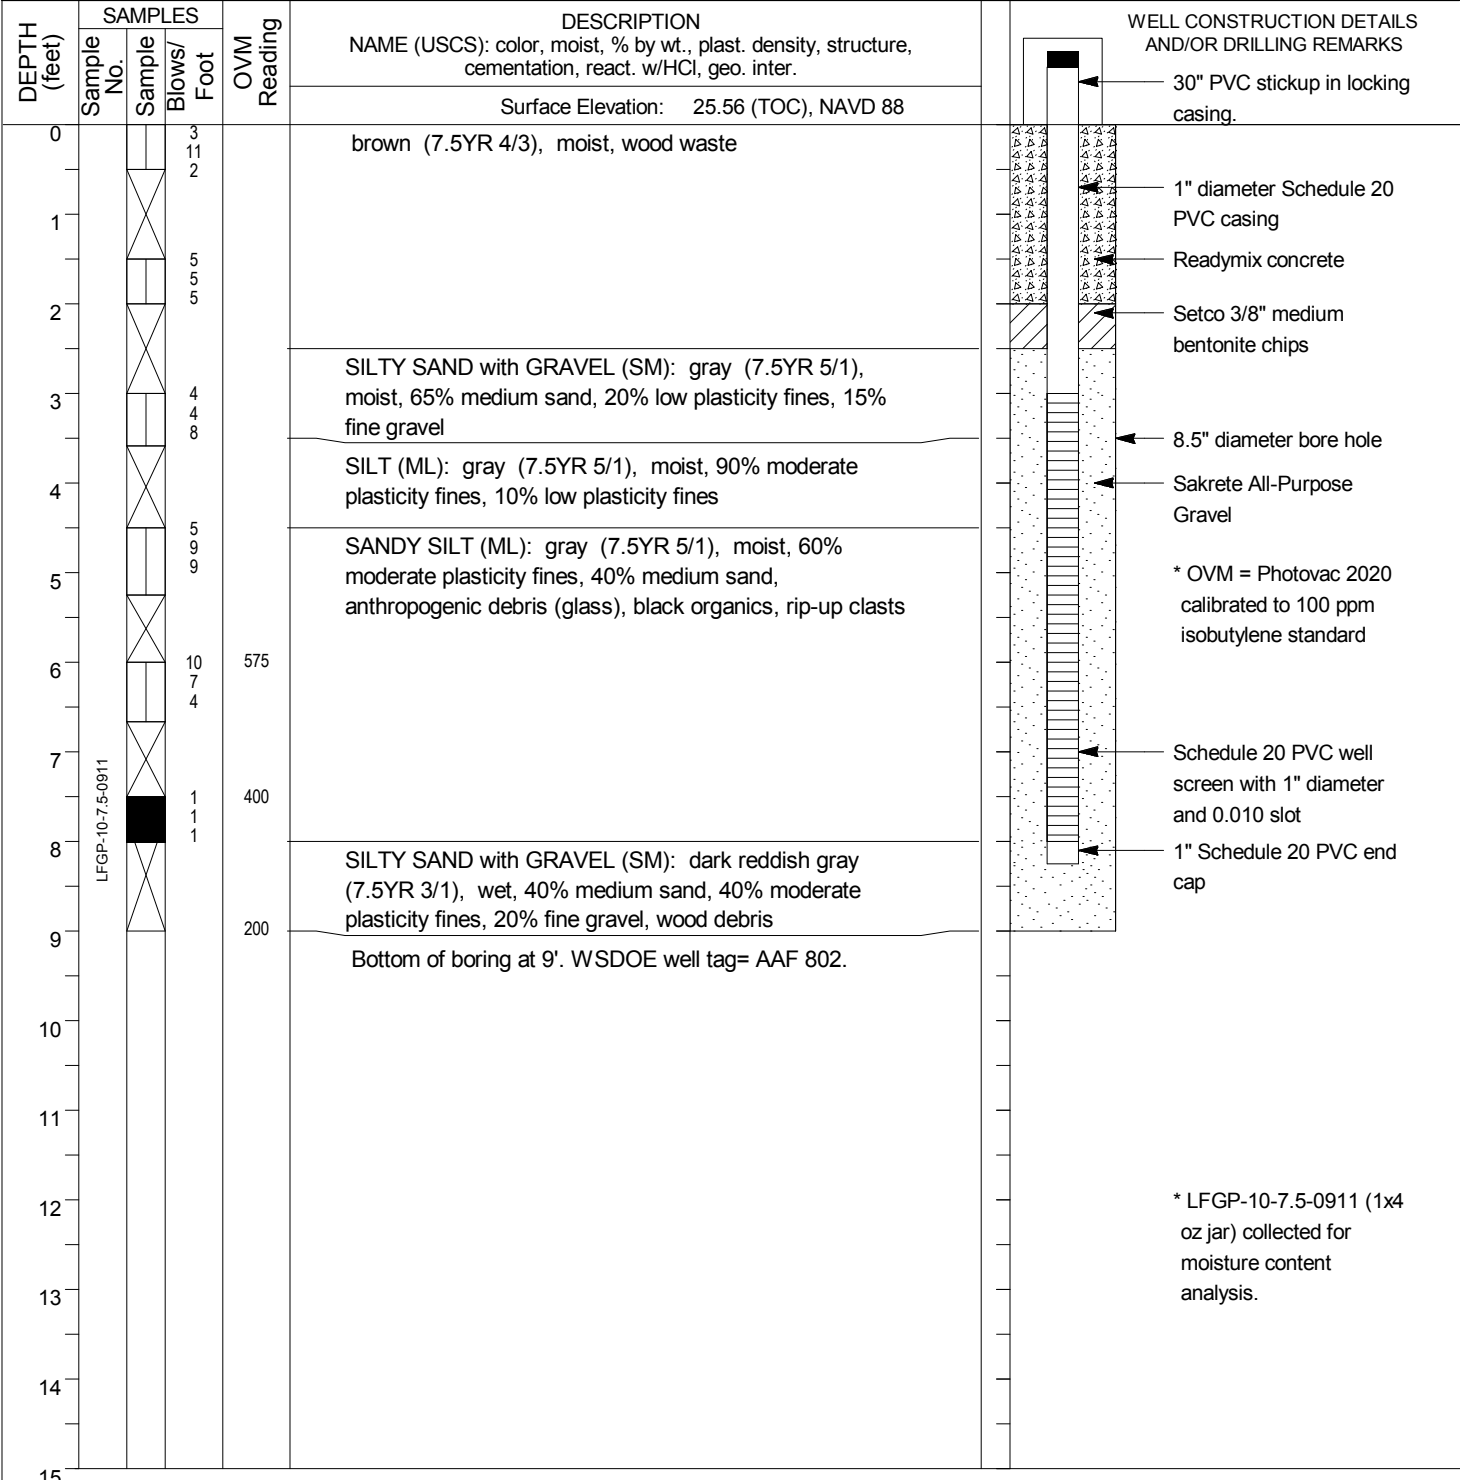 DEPTH
(feet)
SAMPLES
Sample
No.
Sample
Blows/
Foot
OVM
Reading
DESCRIPTION
NAME (USCS): color, moist, % by wt., plast. density, structure,
cementation, react. w/HCl, geo. inter.
Surface Elevation: 25.56 (TOC), NAVD 88
WELL CONSTRUCTION DETAILS
AND/OR DRILLING REMARKS
30" PVC stickup in locking
casing.
0
3
11
2
brown (7.5YR 4/3), moist, wood waste
1" diameter Schedule 20
PVC casing
1
5
5
5
Readymix concrete
2
Setco 3/8" medium
bentonite chips
SILTY SAND with GRAVEL (SM): gray (7.5YR 5/1),
moist, 65% medium sand, 20% low plasticity fines, 15%
fine gravel
3
4
4
8
8.5" diameter bore hole
SILT (ML): gray (7.5YR 5/1), moist, 90% moderate
plasticity fines, 10% low plasticity fines
4
Sakrete All-Purpose
Gravel
5
9
9
SANDY SILT (ML): gray (7.5YR 5/1), moist, 60%
moderate plasticity fines, 40% medium sand,
anthropogenic debris (glass), black organics, rip-up clasts
5
* OVM = Photovac 2020
calibrated to 100 ppm
isobutylene standard
6
10
7
4
575
7
Schedule 20 PVC well
screen with 1" diameter
and 0.010 slot
LFGP-10-7.5-0911
1
1
1
400
8
1" Schedule 20 PVC end
cap
SILTY SAND with GRAVEL (SM): dark reddish gray
(7.5YR 3/1), wet, 40% medium sand, 40% moderate
plasticity fines, 20% fine gravel, wood debris
9
200
Bottom of boring at 9'. WSDOE well tag= AAF 802.
10
11
12
* LFGP-10-7.5-0911 (1x4
oz jar) collected for
moisture content
analysis.
13
14
15